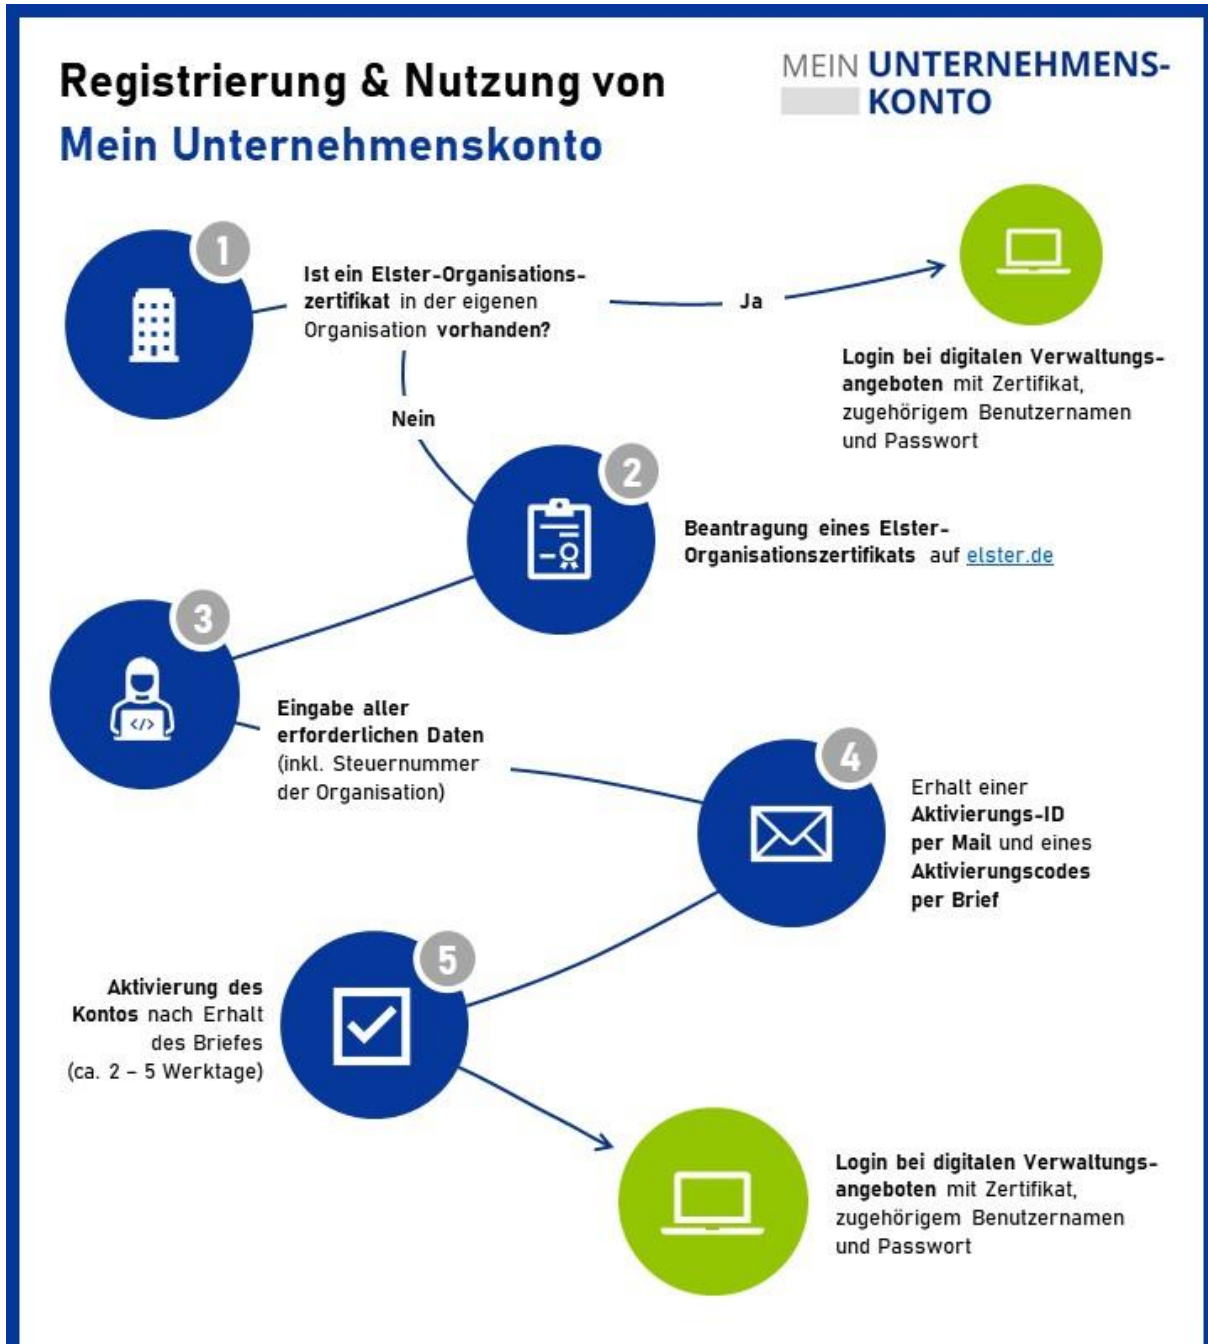 Registrierung & Nutzung von
Mein Unternehmenskonto
MEIN UNTERNEHMENS-
KONTO
1
Ist ein Elster-Organisations-
zertifikat in der eigenen
Organisation vorhanden?
Ja
Login bei digitalen Verwaltungs-
angeboten mit Zertifikat,
zugehörigem Benutzernamen
und Passwort
Nein
2
Beantragung eines Elster-
Organisationszertifikats auf elster.de
3
</>
Eingabe aller
erforderlichen Daten
(inkl. Steuernummer
der Organisation)
4
Erhalt einer
Aktivierungs-ID
per Mail und eines
Aktivierungscodes
per Brief
5
Aktivierung des
Kontos nach Erhalt
des Briefes
(ca. 2 – 5 Werktage)
Login bei digitalen Verwaltungs-
angeboten mit Zertifikat,
zugehörigem Benutzernamen
und Passwort